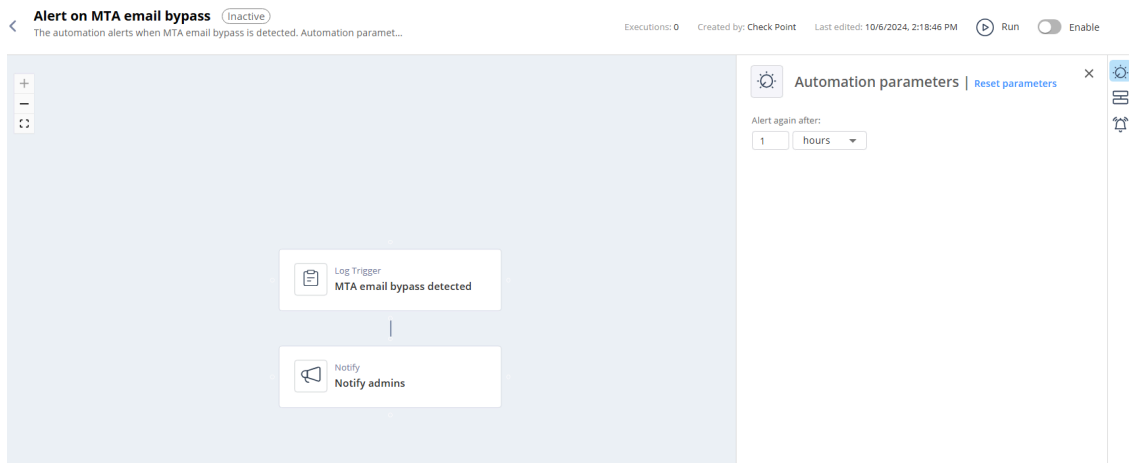 Alert on MTA email bypass Inactive
The automation alerts when MTA email bypass is detected. Automation paramet...
Executions: 0 Created by: Check Point Last edited: 10/6/2024, 2:18:46 PM Run Enable
Automation parameters | Reset parameters
Alert again after:
1 hours
Log Trigger
MTA email bypass detected
Notify
Notify admins